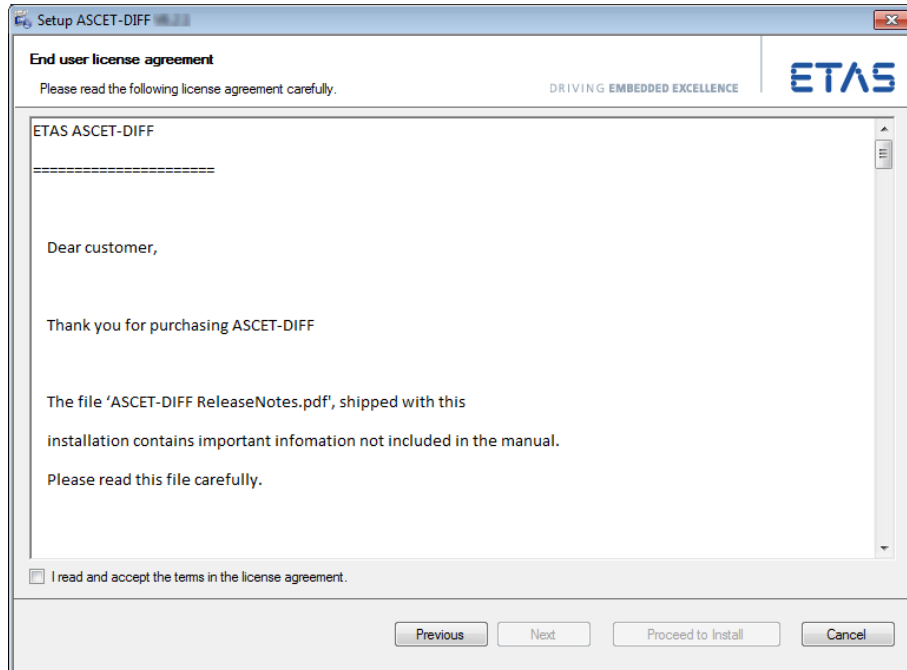 Setup ASCET-DIFF
End user license agreement
Please read the following license agreement carefully.
DRIVING EMBEDDED EXCELLENCE
ETAS
ETAS ASCET-DIFF
======================
Dear customer,
Thank you for purchasing ASCET-DIFF
The file ‘ASCET-DIFF ReleaseNotes.pdf', shipped with this
installation contains important infomation not included in the manual.
Please read this file carefully.
I read and accept the terms in the license agreement.
Previous Next Proceed to Install Cancel